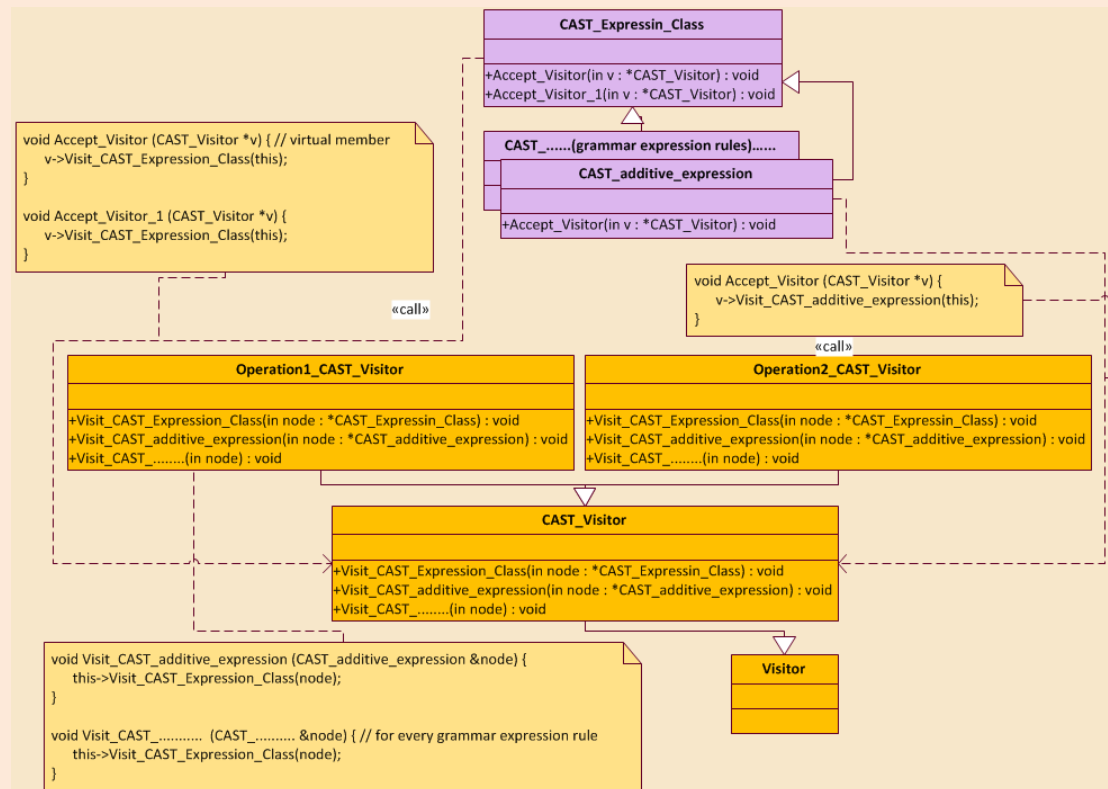 CAST_Expressin_Class
+Accept_Visitor(in v : *CAST_Visitor) : void
+Accept_Visitor_1(in v : *CAST_Visitor) : void
void Accept_Visitor (CAST_Visitor *v) { // virtual member
v->Visit_CAST_Expression_Class(this);
}
void Accept_Visitor_1 (CAST_Visitor *v) {
v->Visit_CAST_Expression_Class(this);
}
CAST_......(grammar expression rules)......
CAST_additive_expression
+Accept_Visitor(in v : *CAST_Visitor) : void
void Accept_Visitor (CAST_Visitor *v) {
v->Visit_CAST_additive_expression(this);
}
«call»
«call»
Operation1_CAST_Visitor
+Visit_CAST_Expression_Class(in node : *CAST_Expressin_Class) : void
+Visit_CAST_additive_expression(in node : *CAST_additive_expression) : void
+Visit_CAST_........(in node) : void
Operation2_CAST_Visitor
+Visit_CAST_Expression_Class(in node : *CAST_Expressin_Class) : void
+Visit_CAST_additive_expression(in node : *CAST_additive_expression) : void
+Visit_CAST_........(in node) : void
CAST_Visitor
+Visit_CAST_Expression_Class(in node : *CAST_Expressin_Class) : void
+Visit_CAST_additive_expression(in node : *CAST_additive_expression) : void
+Visit_CAST_........(in node) : void
void Visit_CAST_additive_expression (CAST_additive_expression &node) {
this->Visit_CAST_Expression_Class(node);
}
void Visit_CAST_........... (CAST_.......... &node) { // for every grammar expression rule
this->Visit_CAST_Expression_Class(node);
}
Visitor